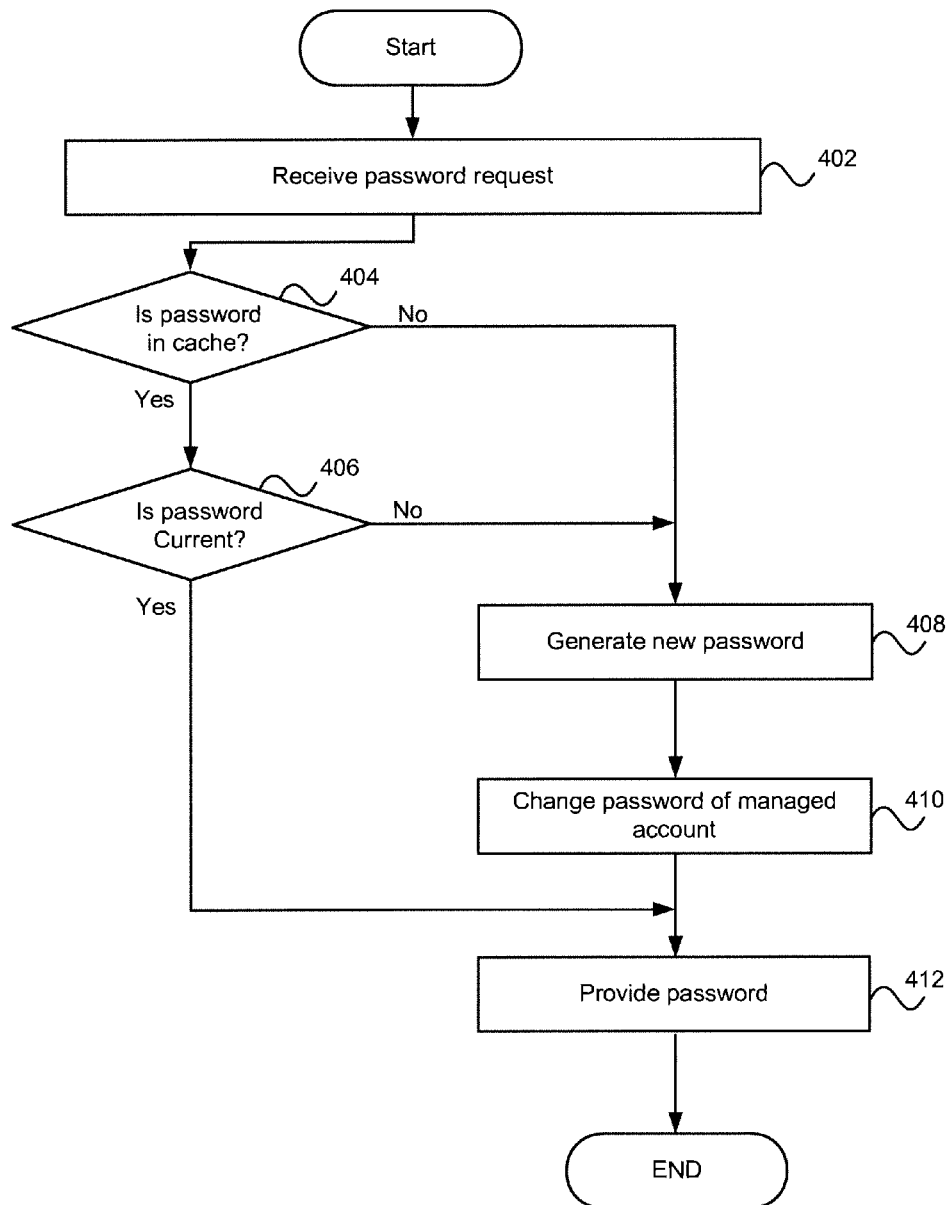 Start
Receive password request
402
404
Is password
in cache?
No
Yes
406
Is password
Current?
No
Yes
Generate new password
408
Change password of managed
account
410
Provide password
412
END